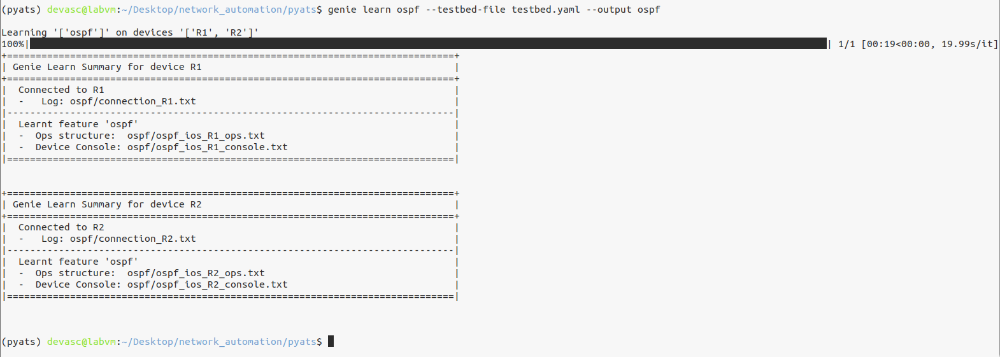 (pyats) devasc@labvm:~/Desktop/network_automation/pyats$ genie learn ospf --testbed-file testbed.yaml --output ospf
Learning '['ospf']' on devices '['R1', 'R2']'
100%|██████████████████████████████████████████████████| 1/1 [00:19<00:00, 19.99s/it]
+==============================================================================+
| Genie Learn Summary for device R1                                            |
+==============================================================================+
|  Connected to R1                                                             |
|  -   Log: ospf/connection_R1.txt                                             |
|------------------------------------------------------------------------------|
|  Learnt feature 'ospf'                                                       |
|  -  Ops structure:  ospf/ospf_ios_R1_ops.txt                                 |
|  -  Device Console: ospf/ospf_ios_R1_console.txt                             |
|==============================================================================|
+==============================================================================+
| Genie Learn Summary for device R2                                            |
+==============================================================================+
|  Connected to R2                                                             |
|  -   Log: ospf/connection_R2.txt                                             |
|------------------------------------------------------------------------------|
|  Learnt feature 'ospf'                                                       |
|  -  Ops structure:  ospf/ospf_ios_R2_ops.txt                                 |
|  -  Device Console: ospf/ospf_ios_R2_console.txt                             |
|==============================================================================|
(pyats) devasc@labvm:~/Desktop/network_automation/pyats$